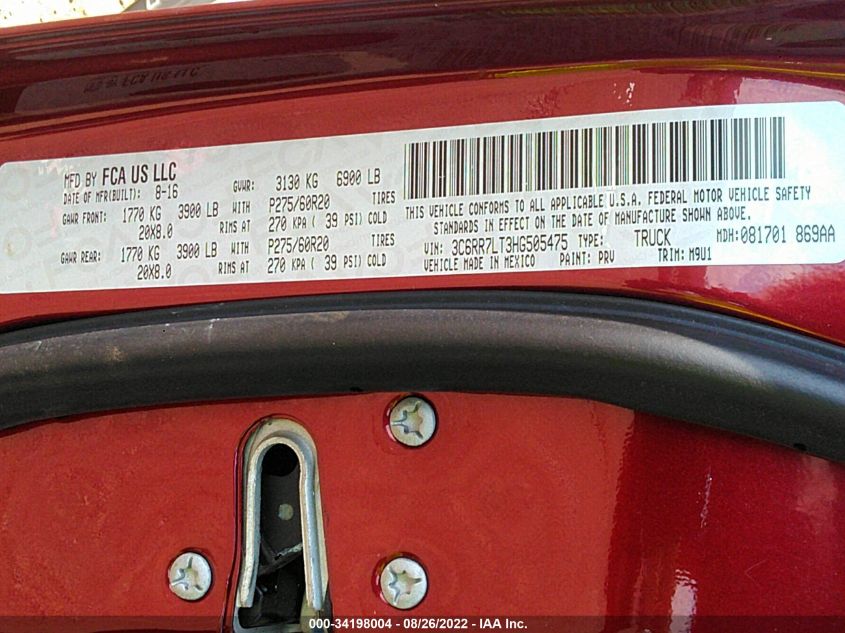 MFD BY FCA US LLC
DATE OF MFR(BUILT): 8-16 GVWR: 3130 KG 6900 LB
GAWR FRONT: 1770 KG 3900 LB WITH P275/60R20 TIRES
20X8.0 RIMS AT 270 KPA ( 39 PSI) COLD
GAWR REAR: 1770 KG 3900 LB WITH P275/60R20 TIRES
20X8.0 RIMS AT 270 KPA ( 39 PSI) COLD
THIS VEHICLE CONFORMS TO ALL APPLICABLE U.S.A. FEDERAL MOTOR VEHICLE SAFETY
STANDARDS IN EFFECT ON THE DATE OF MANUFACTURE SHOWN ABOVE.
VIN: 3C6RR7LT3HG505475 TYPE: TRUCK MDH: 081701 869AA
VEHICLE MADE IN MEXICO PAINT: PRV TRIM: M9U1
000-34198004 - 08/26/2022 - IAA Inc.